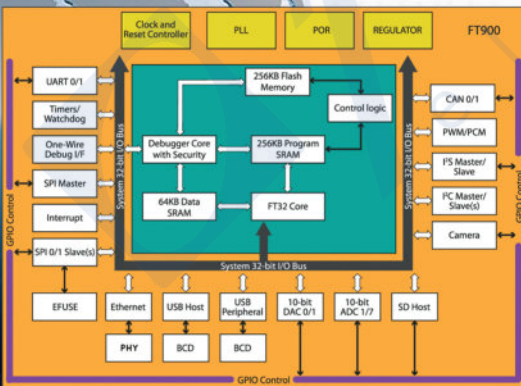 Clock and
Reset Controller
PLL
POR
REGULATOR
FT900
UART 0/1
Timers/
Watchdog
One-Wire
Debug I/F
SPI Master
Interrupt
SPI 0/1 Slave(s)
EFUSE
GPIO Control
System 32-bit I/O Bus
256KB Flash
Memory
Control logic
Debugger Core
with Security
256KB Program
SRAM
64KB Data
SRAM
FT32 Core
System 32-bit I/O Bus
CAN 0/1
PWM/PCM
I²S Master/
Slave
I²C Master/
Slave(s)
Camera
GPIO Control
System 32-bit I/O Bus
Ethernet
USB Host
USB
Peripheral
10-bit
DAC 0/1
10-bit
ADC 1/7
SD Host
PHY
BCD
BCD
GPIO Control